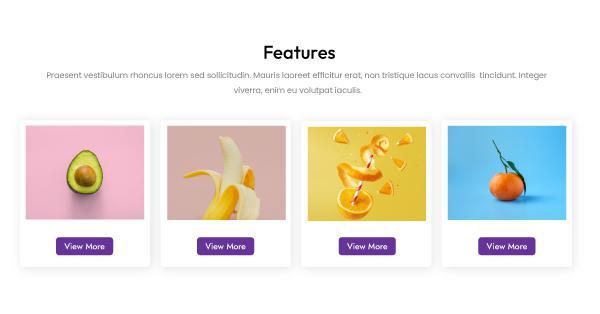 Features
Praesent vestibulum rhoncus lorem sed sollicitudin. Mauris laoreet efficitur erat, non tristique lacus convallis tincidunt. Integer
viverra, enim eu volutpat iaculis.
View More
View More
View More
View More